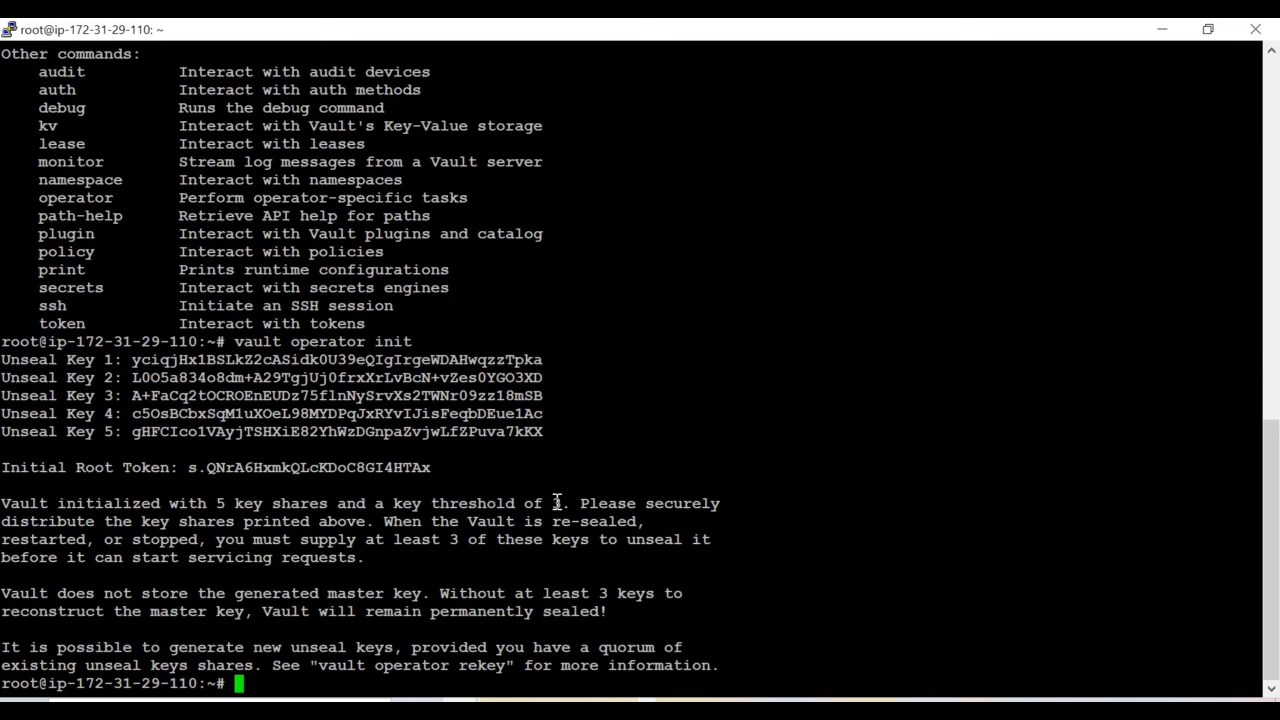 root@ip-172-31-29-110: ~
Other commands:
audit Interact with audit devices
auth Interact with auth methods
debug Runs the debug command
kv Interact with Vault's Key-Value storage
lease Interact with leases
monitor Stream log messages from a Vault server
namespace Interact with namespaces
operator Perform operator-specific tasks
path-help Retrieve API help for paths
plugin Interact with Vault plugins and catalog
policy Interact with policies
print Prints runtime configurations
secrets Interact with secrets engines
ssh Initiate an SSH session
token Interact with tokens
root@ip-172-31-29-110:~# vault operator init
Unseal Key 1: yciqjHx1BSLkZ2cASidk0U39eQIgIrgeWDAHwqzzTpka
Unseal Key 2: L0O5a834o8dm+A29TgjUj0frxXrLvBcN+vZes0YGO3XD
Unseal Key 3: A+FaCq2tOCROEnEUDz75flnNySrvXs2TWNr09zz18mSB
Unseal Key 4: c5OsBCbxSqM1uXOeL98MYDPqJxRYvIJisFeqbDEue1Ac
Unseal Key 5: gHFCIco1VAyjTSHXiE82YhWzDGnpaZvjwLfZPuva7kKX
Initial Root Token: s.QNrA6HxmkQLcKDoC8GI4HTAx
Vault initialized with 5 key shares and a key threshold of 3. Please securely
distribute the key shares printed above. When the Vault is re-sealed,
restarted, or stopped, you must supply at least 3 of these keys to unseal it
before it can start servicing requests.
Vault does not store the generated master key. Without at least 3 keys to
reconstruct the master key, Vault will remain permanently sealed!
It is possible to generate new unseal keys, provided you have a quorum of
existing unseal keys shares. See "vault operator rekey" for more information.
root@ip-172-31-29-110:~#